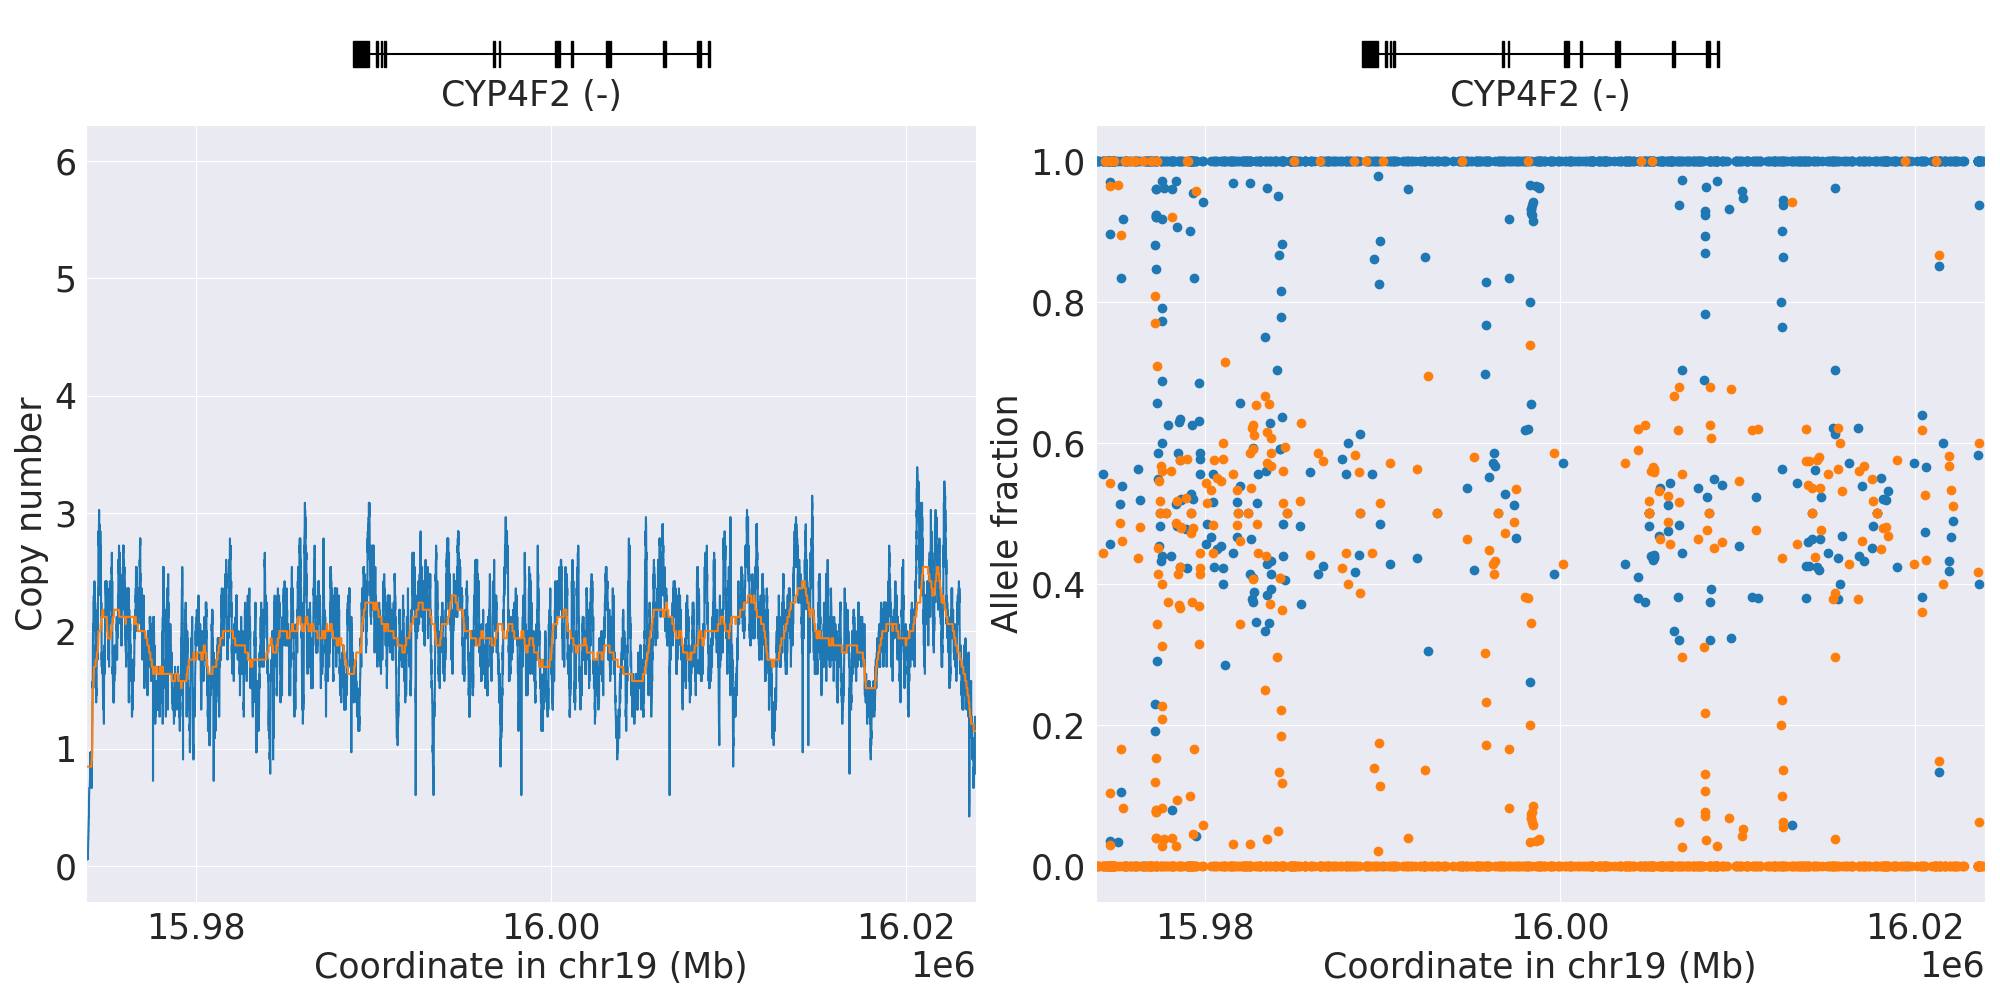 CYP4F2 (-)
Copy number
6
5
4
3
2
1
0
15.98 16.00 16.02
Coordinate in chr19 (Mb)
1e6
CYP4F2 (-)
Allele fraction
1.0
0.8
0.6
0.4
0.2
0.0
15.98 16.00 16.02
Coordinate in chr19 (Mb)
1e6